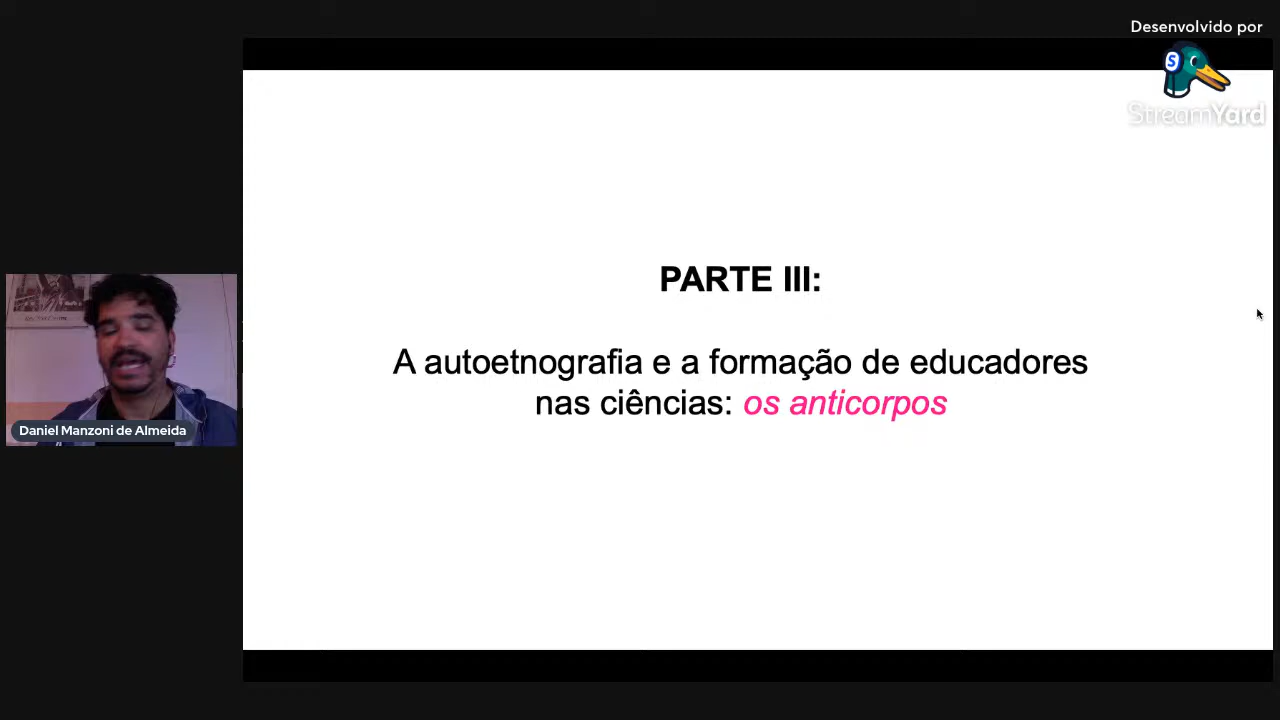 Desenvolvido por
S
StreamYard
PARTE III:
A autoetnografia e a formação de educadores
nas ciências: os anticorpos
Daniel Manzoni de Almeida